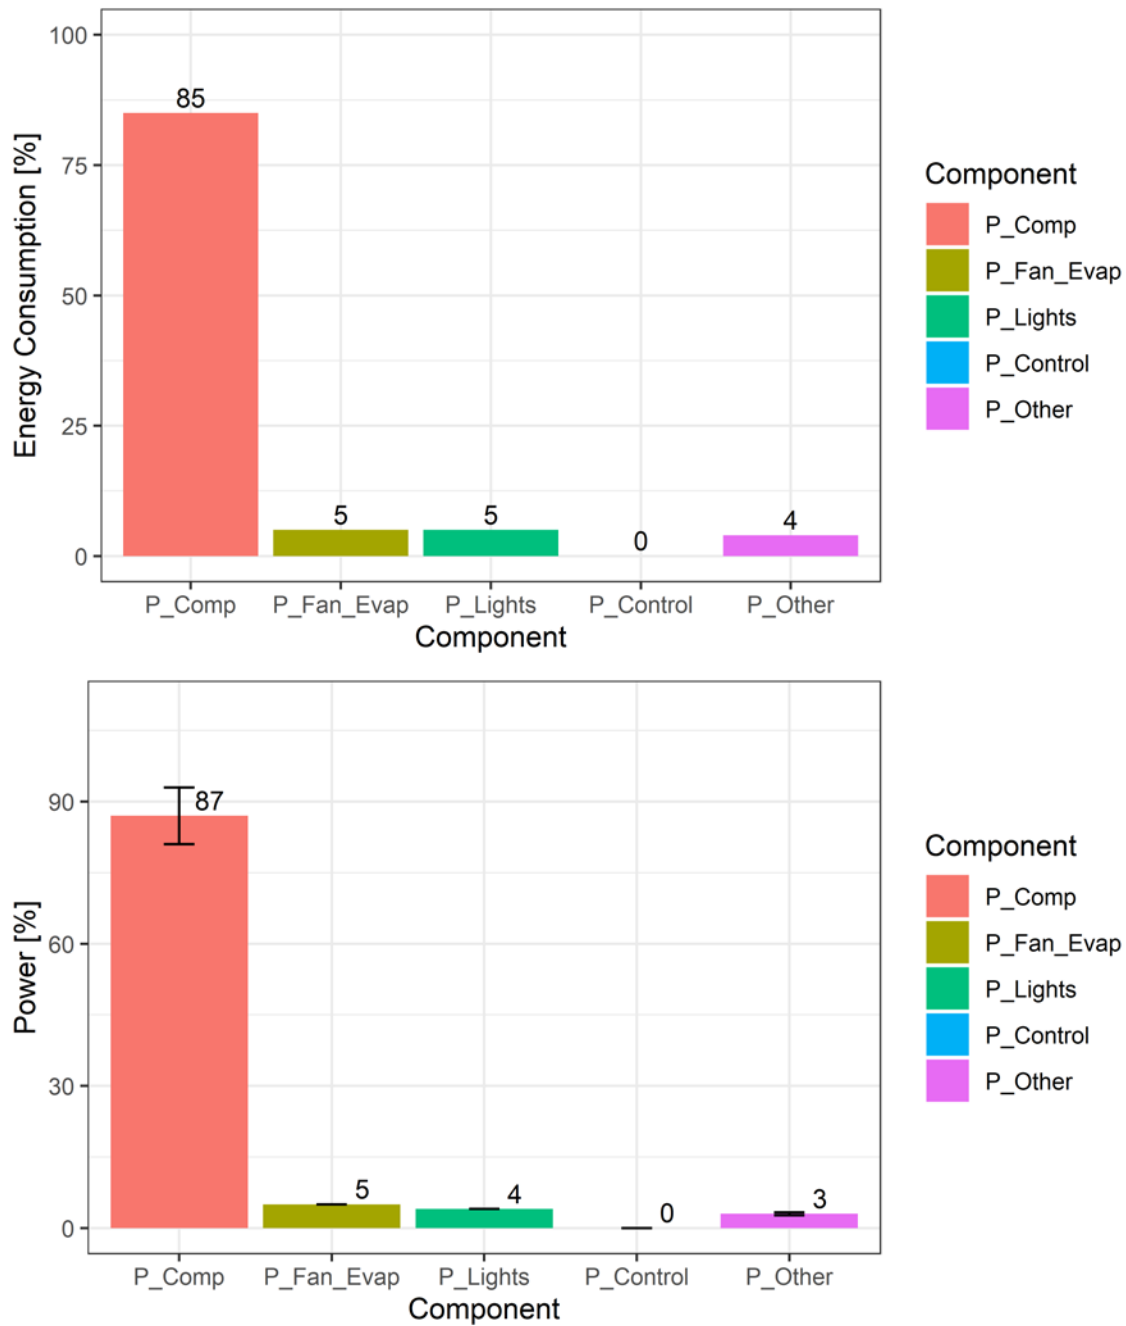 Energy Consumption [%]
100
75
50
25
0
85
5
5
0
4
P_Comp
P_Fan_Evap
P_Lights
P_Control
P_Other
Component
Component
P_Comp
P_Fan_Evap
P_Lights
P_Control
P_Other
Power [%]
90
60
30
0
87
5
4
0
3
P_Comp
P_Fan_Evap
P_Lights
P_Control
P_Other
Component
Component
P_Comp
P_Fan_Evap
P_Lights
P_Control
P_Other